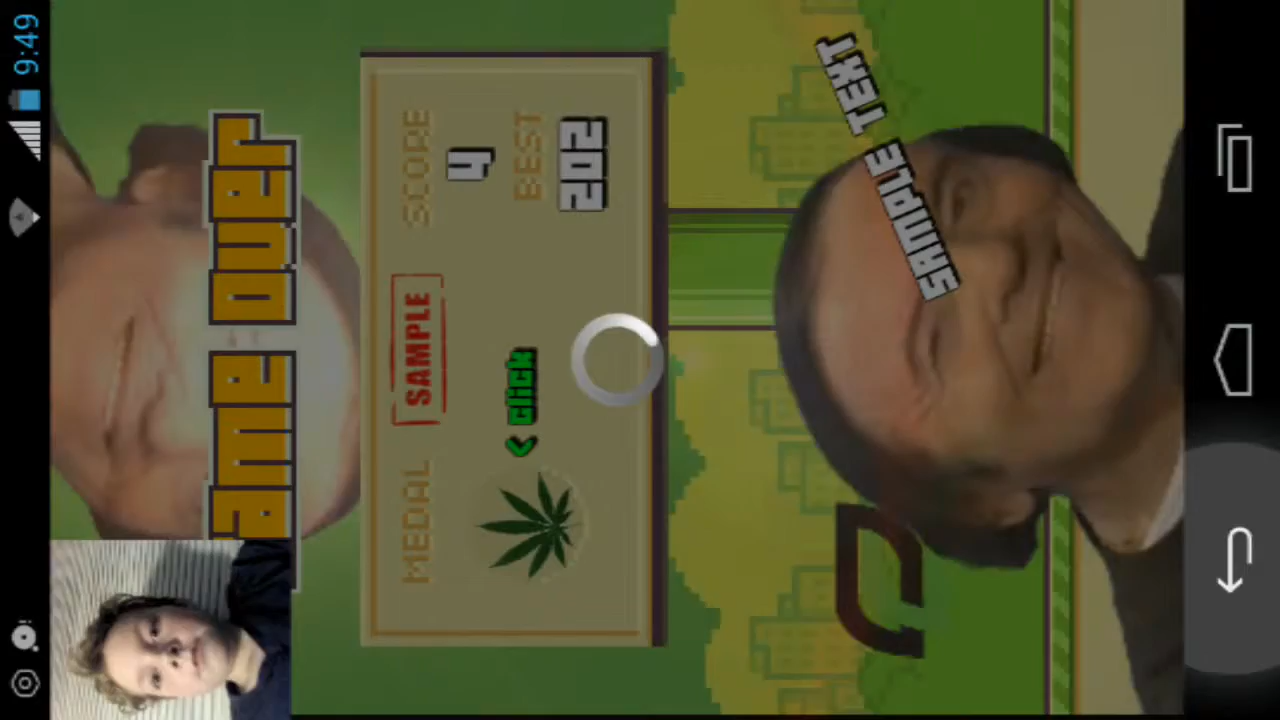 9:49
ame over
MEDAL
SAMPLE
SCORE
4
< click
BEST
202
SAMPLE TEXT